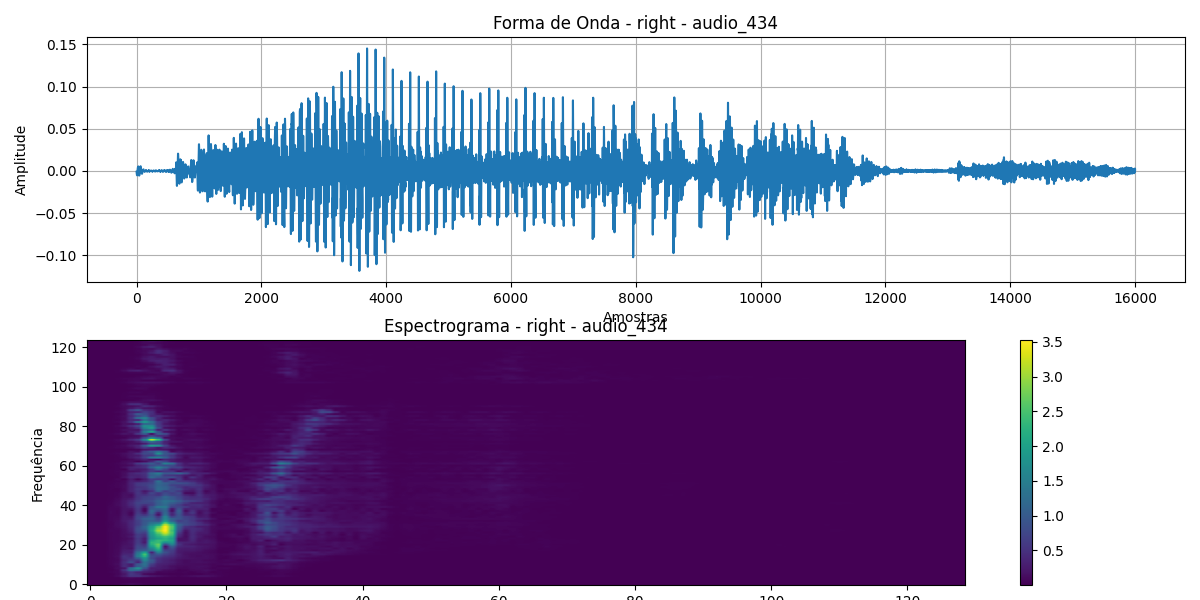 Forma de Onda - right - audio_434
0.15
0.10
0.05
0.00
−0.05
−0.10
Amplitude
0 2000 4000 6000 8000 10000 12000 14000 16000
Amostras
Espectrograma - right - audio_434
120
100
80
60
40
20
0
Frequência
0 20 40 60 80 100 120
3.5
3.0
2.5
2.0
1.5
1.0
0.5